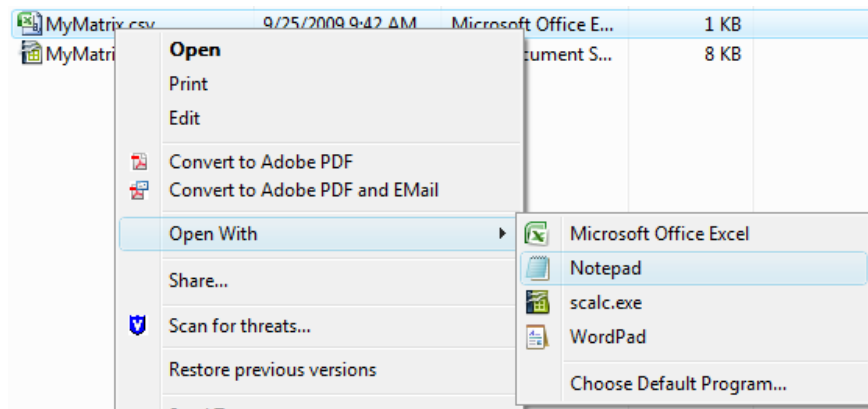 MyMatrix.csv 9/25/2009 9:42 AM Microsoft Office E... 1 KB
MyMatri cument S... 8 KB
Open
Print
Edit
Convert to Adobe PDF
Convert to Adobe PDF and EMail
Open With
Microsoft Office Excel
Notepad
scalc.exe
WordPad
Choose Default Program...
Share...
Scan for threats...
Restore previous versions